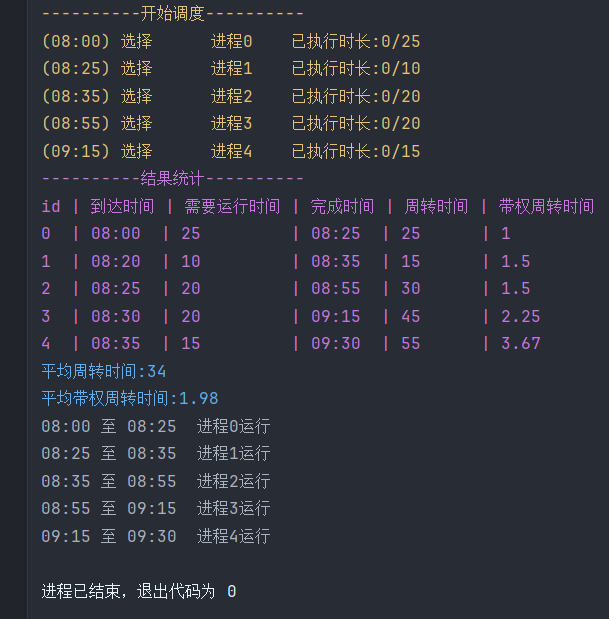 ----------开始调度----------
(08:00) 选择 进程0 已执行时长:0/25
(08:25) 选择 进程1 已执行时长:0/10
(08:35) 选择 进程2 已执行时长:0/20
(08:55) 选择 进程3 已执行时长:0/20
(09:15) 选择 进程4 已执行时长:0/15
----------结果统计----------
id | 到达时间 | 需要运行时间 | 完成时间 | 周转时间 | 带权周转时间
0 | 08:00 | 25 | 08:25 | 25 | 1
1 | 08:20 | 10 | 08:35 | 15 | 1.5
2 | 08:25 | 20 | 08:55 | 30 | 1.5
3 | 08:30 | 20 | 09:15 | 45 | 2.25
4 | 08:35 | 15 | 09:30 | 55 | 3.67
平均周转时间:34
平均带权周转时间:1.98
08:00 至 08:25 进程0运行
08:25 至 08:35 进程1运行
08:35 至 08:55 进程2运行
08:55 至 09:15 进程3运行
09:15 至 09:30 进程4运行
进程已结束，退出代码为 0